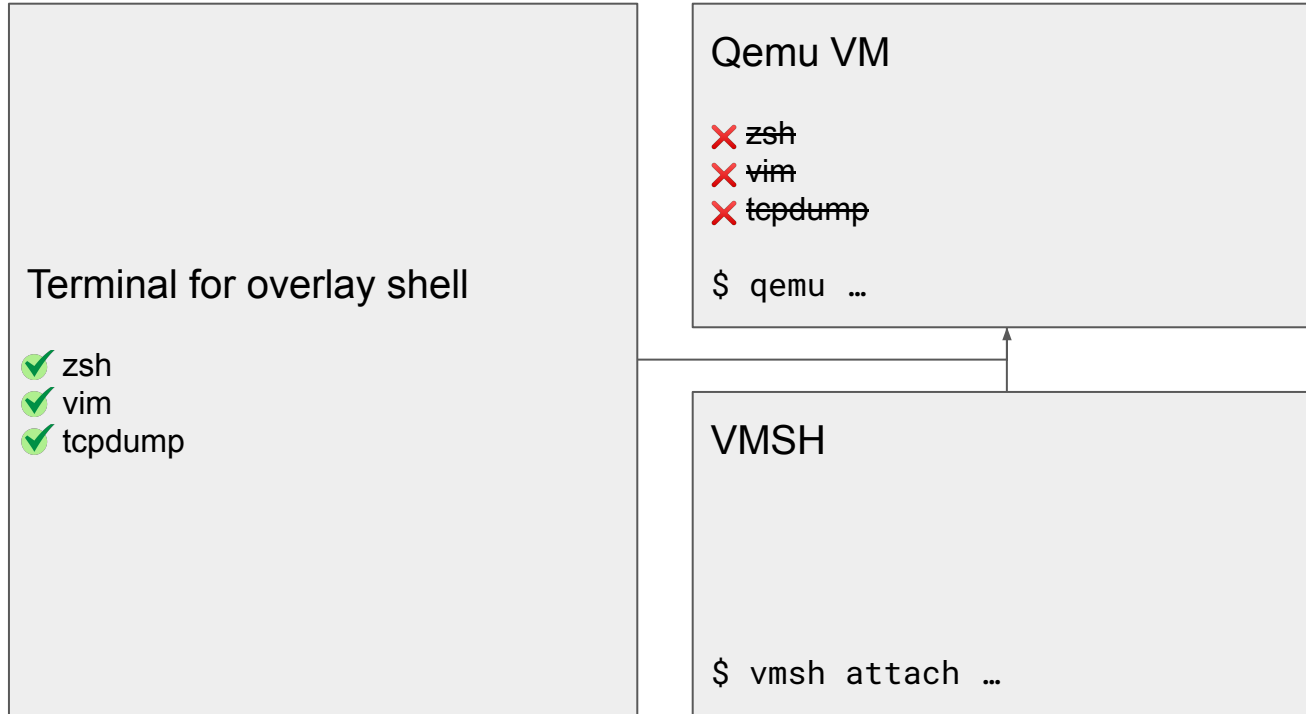 Terminal for overlay shell
zsh
vim
tcpdump
Qemu VM
zsh
vim
tcpdump
$ qemu …
VMSH
$ vmsh attach …